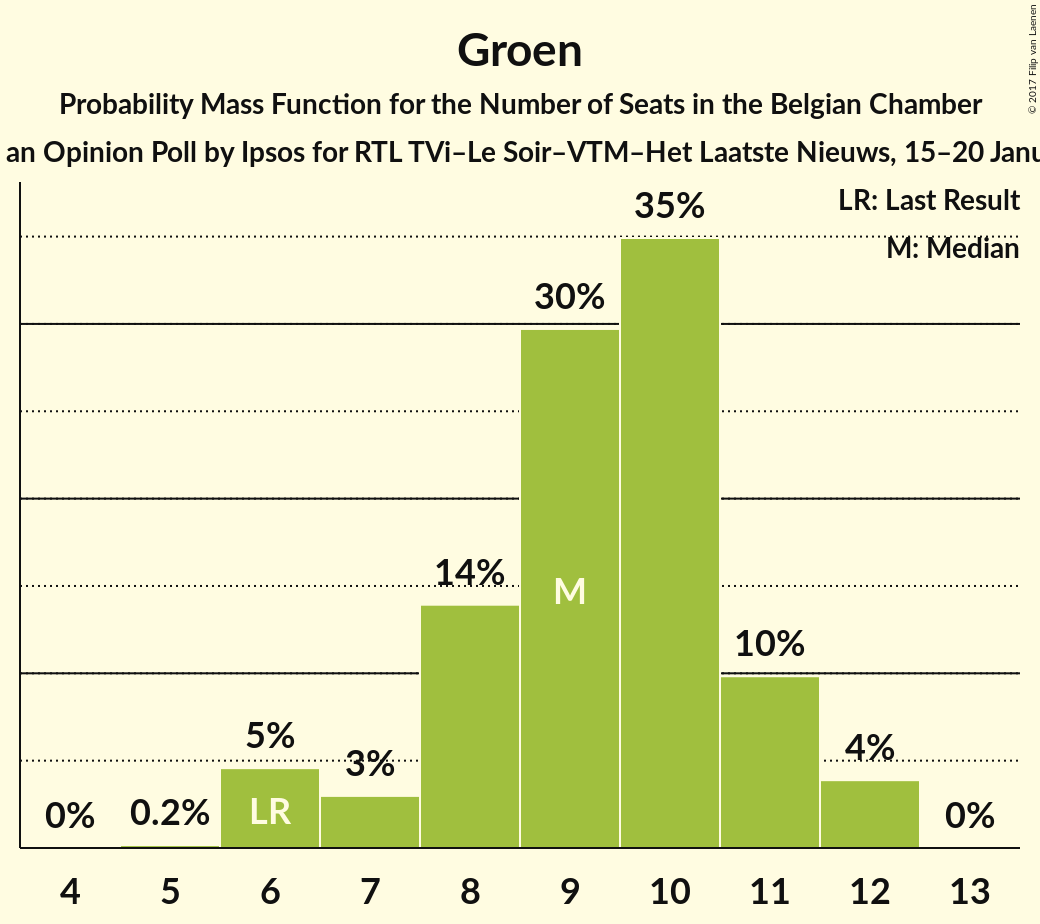 Groen
Probability Mass Function for the Number of Seats in the Belgian Chamber
an Opinion Poll by Ipsos for RTL TVi–Le Soir–VTM–Het Laatste Nieuws, 15–20 Janu
© 2017 Filip van Laenen
LR: Last Result
M: Median
35%
30%
14%
10%
5%
3%
4%
0%
0.2%
0%
M
LR
4 5 6 7 8 9 10 11 12 13